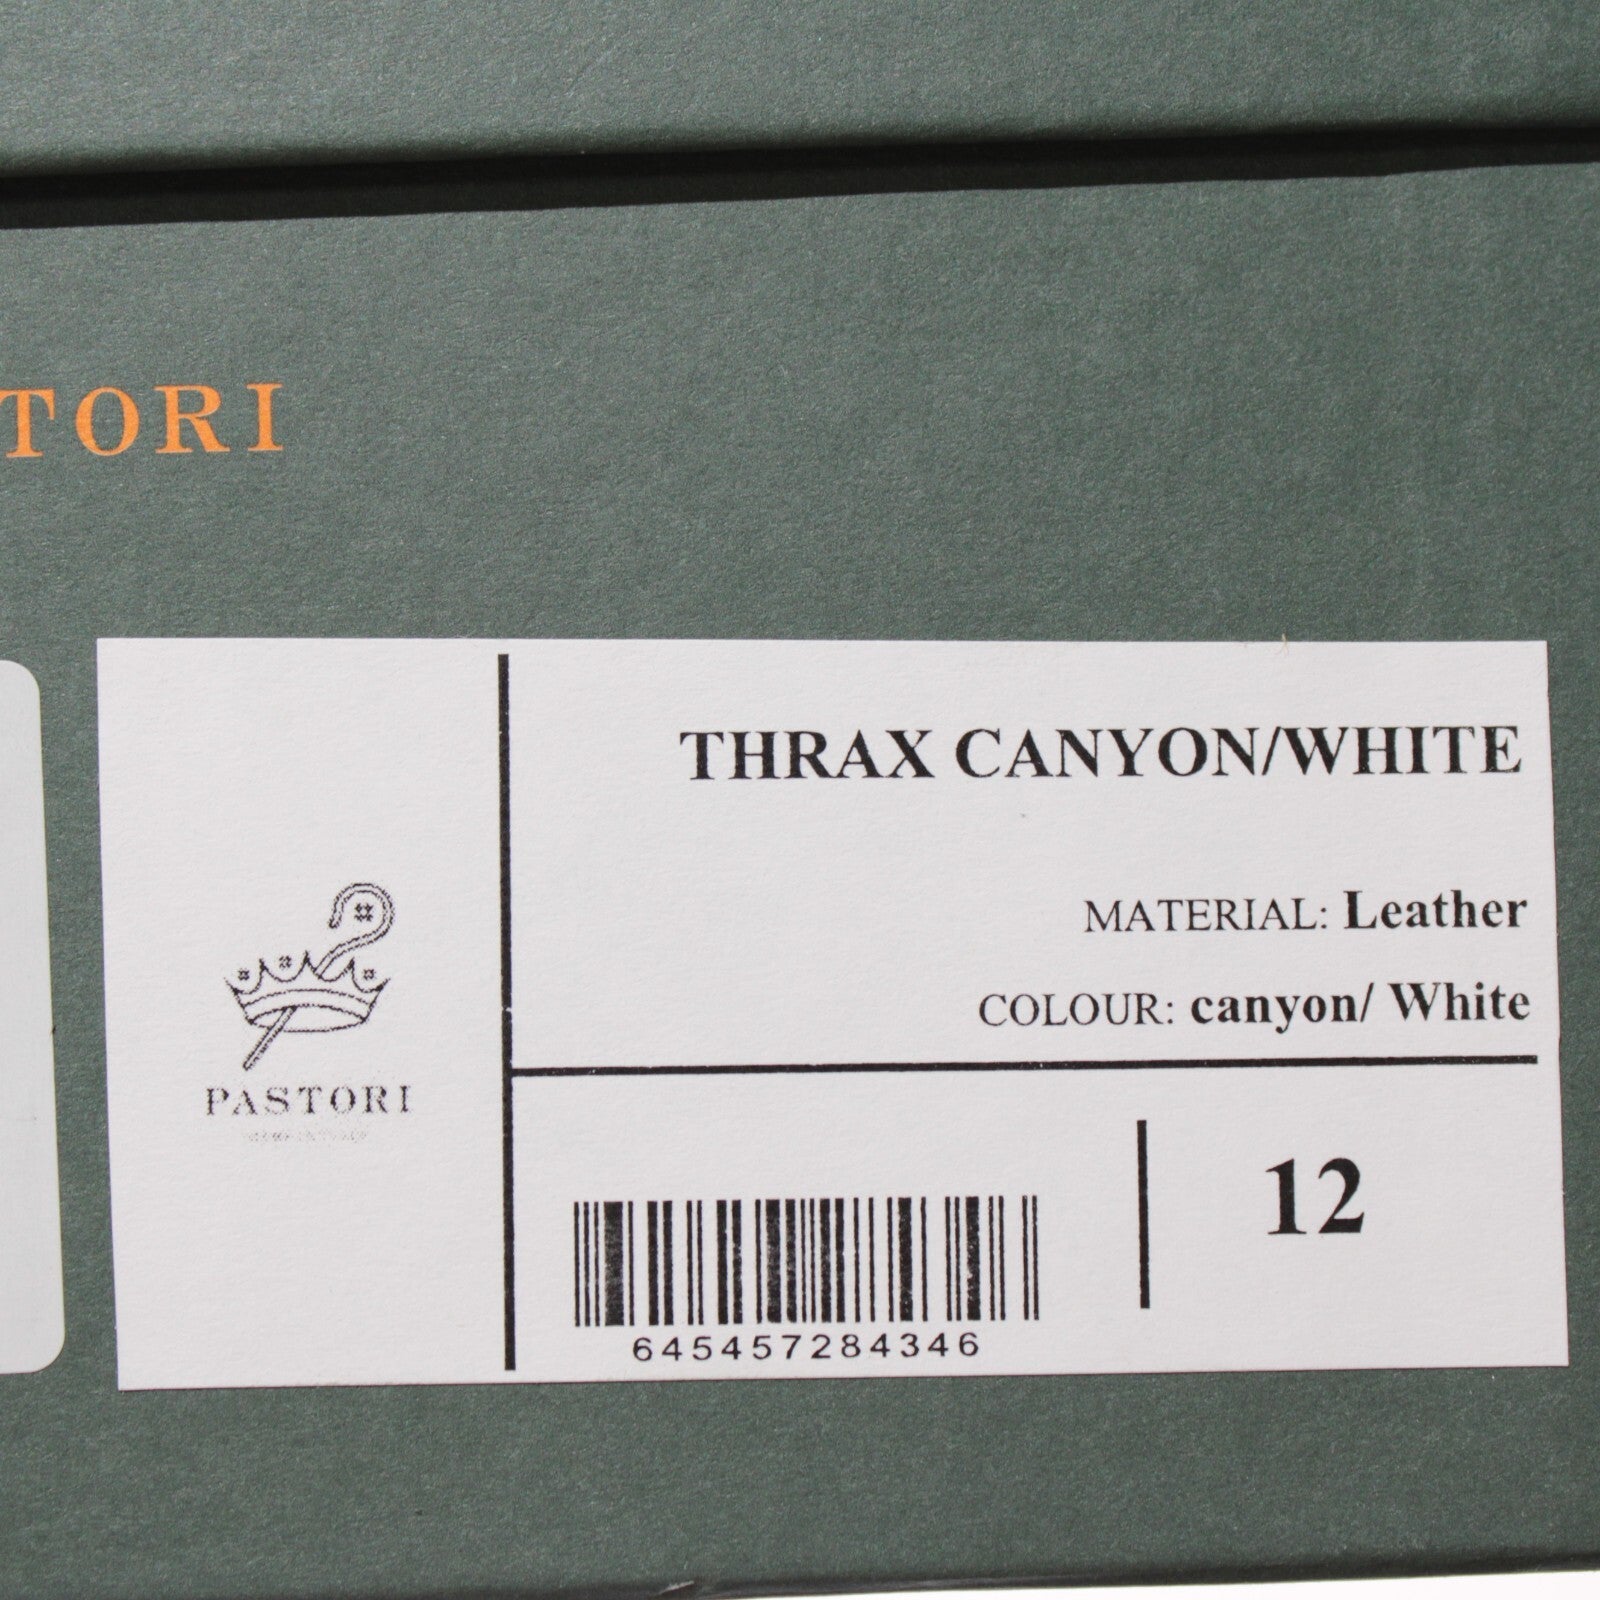 TORI
THRAX CANYON/WHITE
MATERIAL: Leather
COLOUR: canyon/ White
PASTORI
12
645457284346